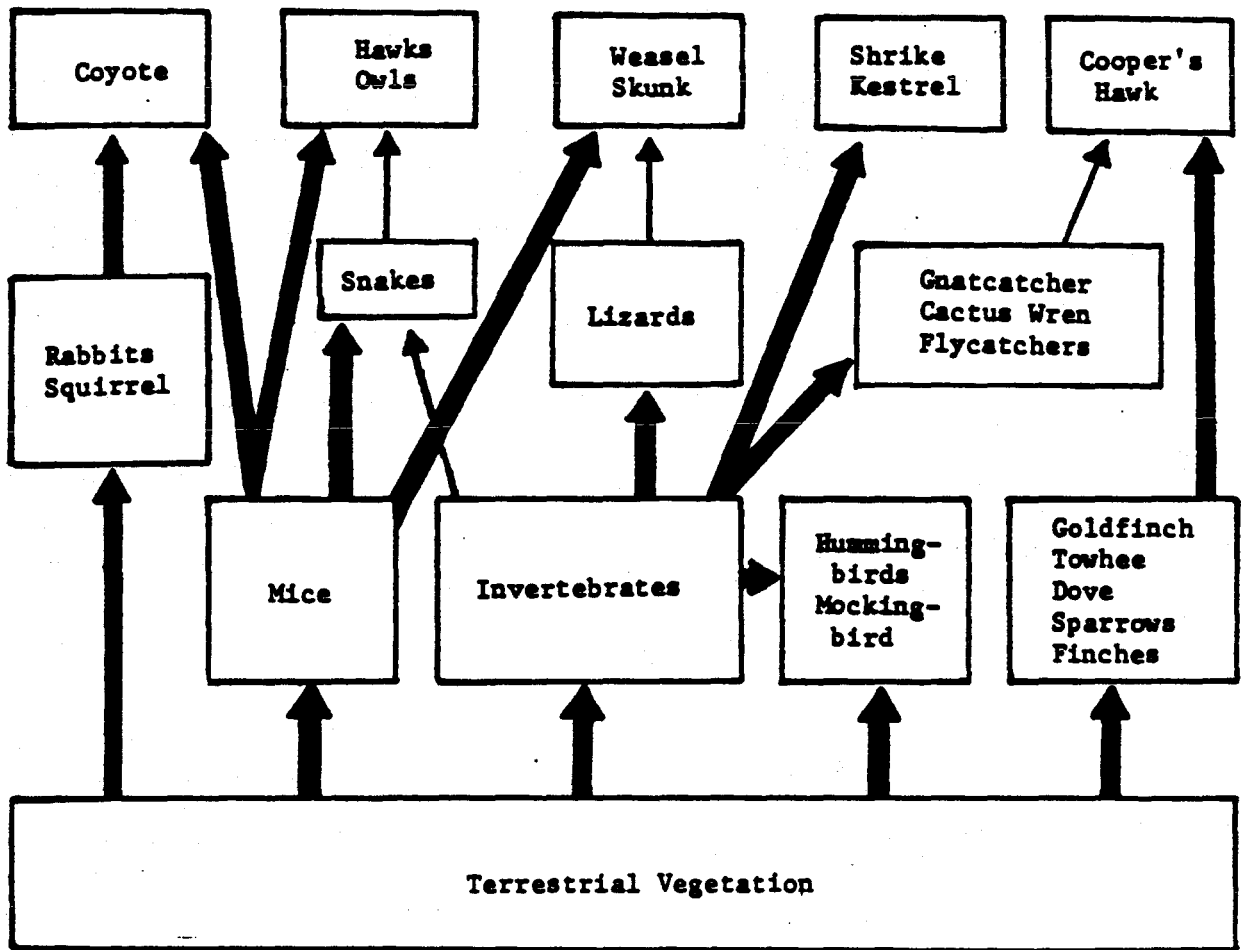 Coyote
Hawks
Owls
Weasel
Skunk
Shrike
Kestrel
Cooper's
Hawk
Rabbits
Squirrel
Snakes
Lizards
Gnatcatcher
Cactus Wren
Flycatchers
Mice
Invertebrates
Humming-
birds
Mocking-
bird
Goldfinch
Towhee
Dove
Sparrows
Finches
Terrestrial Vegetation